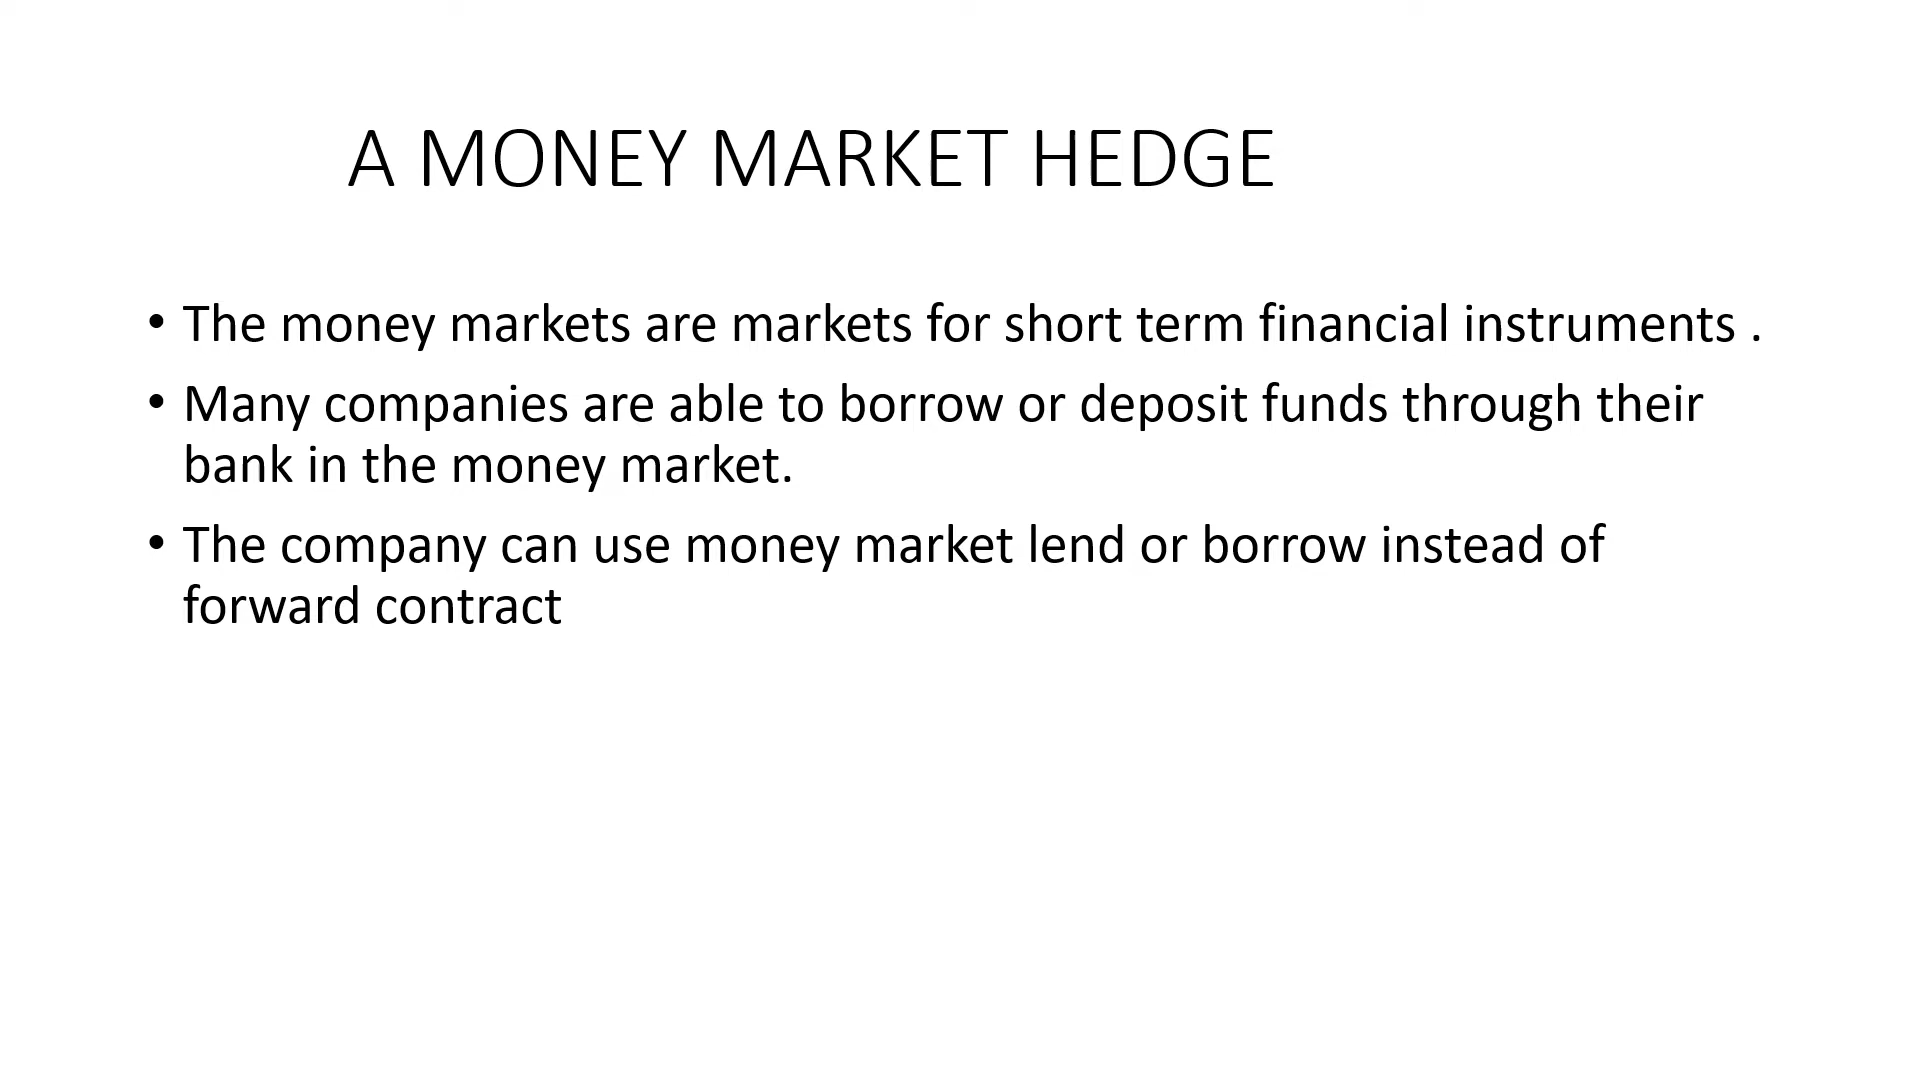 A MONEY MARKET HEDGE
• The money markets are markets for short term financial instruments .
• Many companies are able to borrow or deposit funds through their
bank in the money market.
• The company can use money market lend or borrow instead of
forward contract